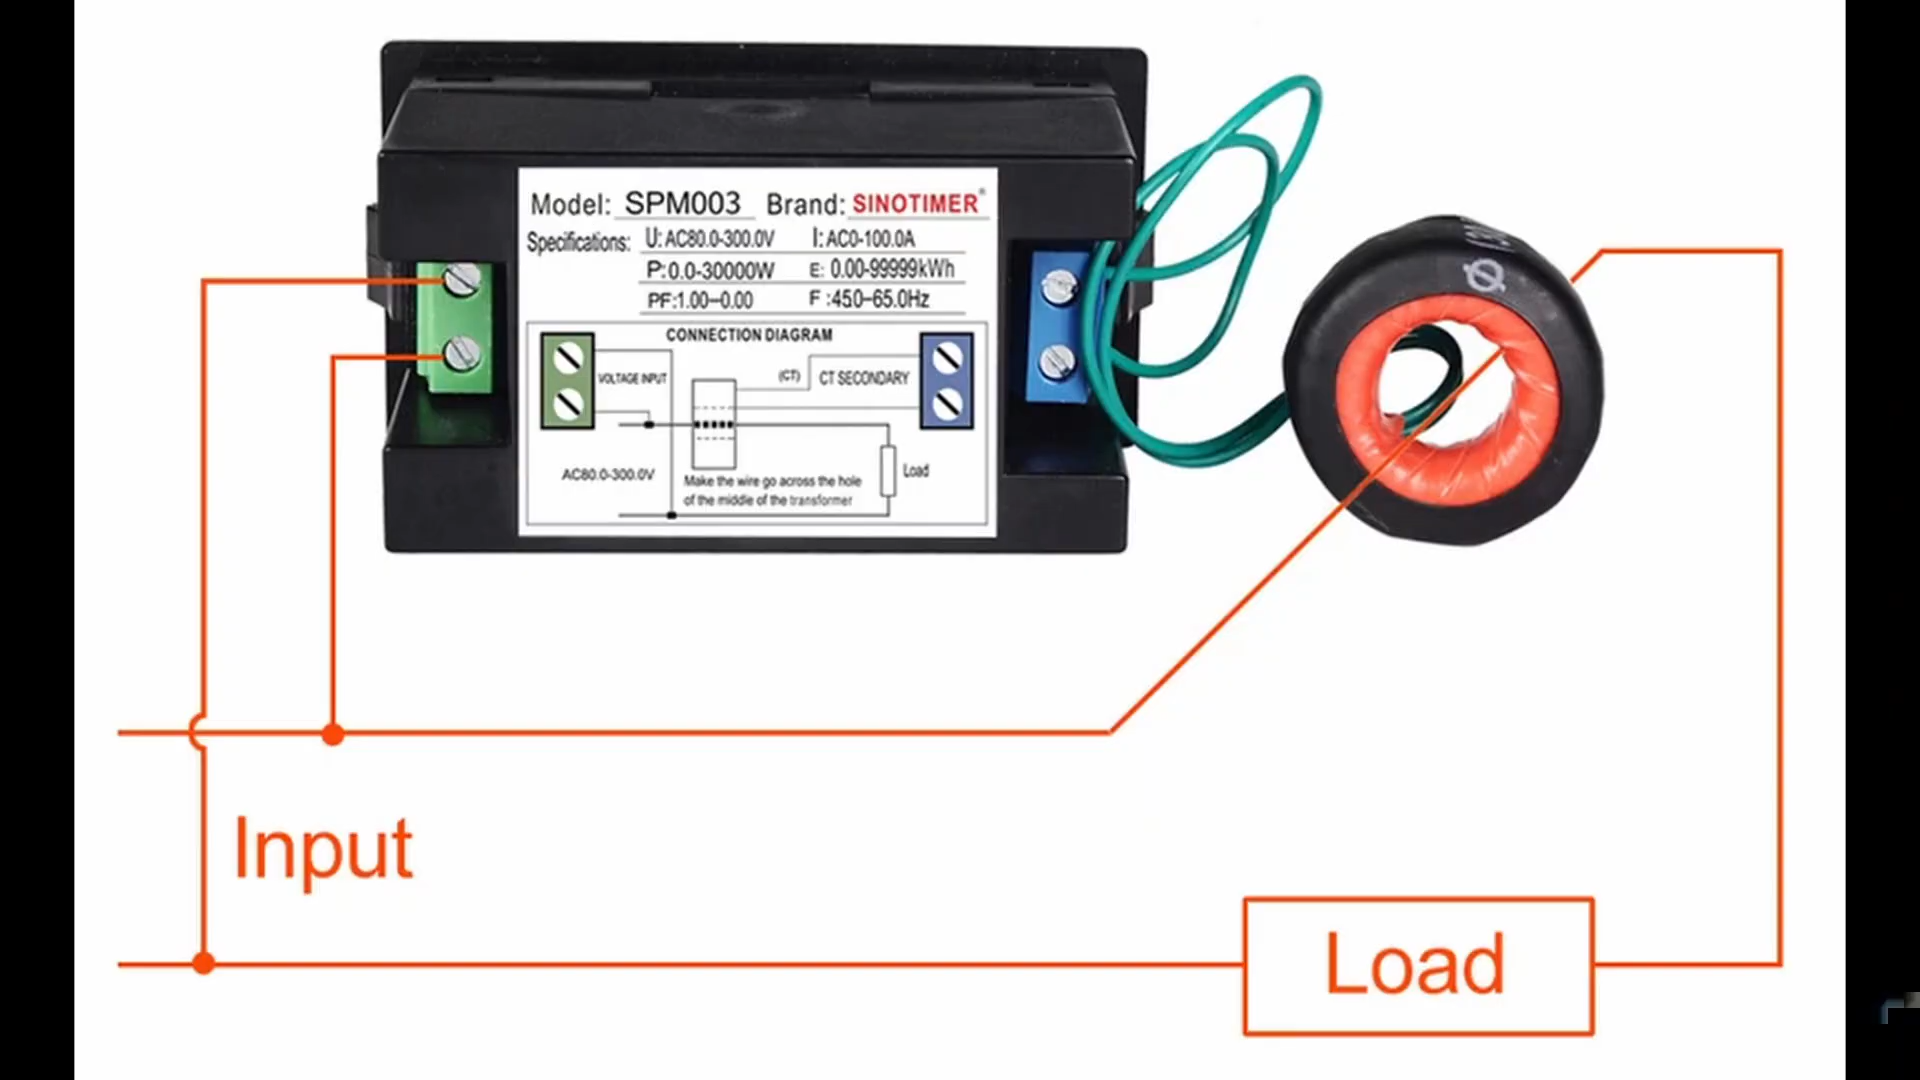 Model: SPM003 Brand: SINOTIMER®
Specifications: U: AC80.0-300.0V I: AC0-100.0A
P: 0.0-30000W E: 0.00-99999kWh
PF: 1.00-0.00 F: 45.0-65.0Hz
CONNECTION DIAGRAM
VOLTAGE INPUT
(CT)
CT SECONDARY
AC80.0-300.0V
Load
Make the wire go across the hole
of the middle of the transformer
Input
Load